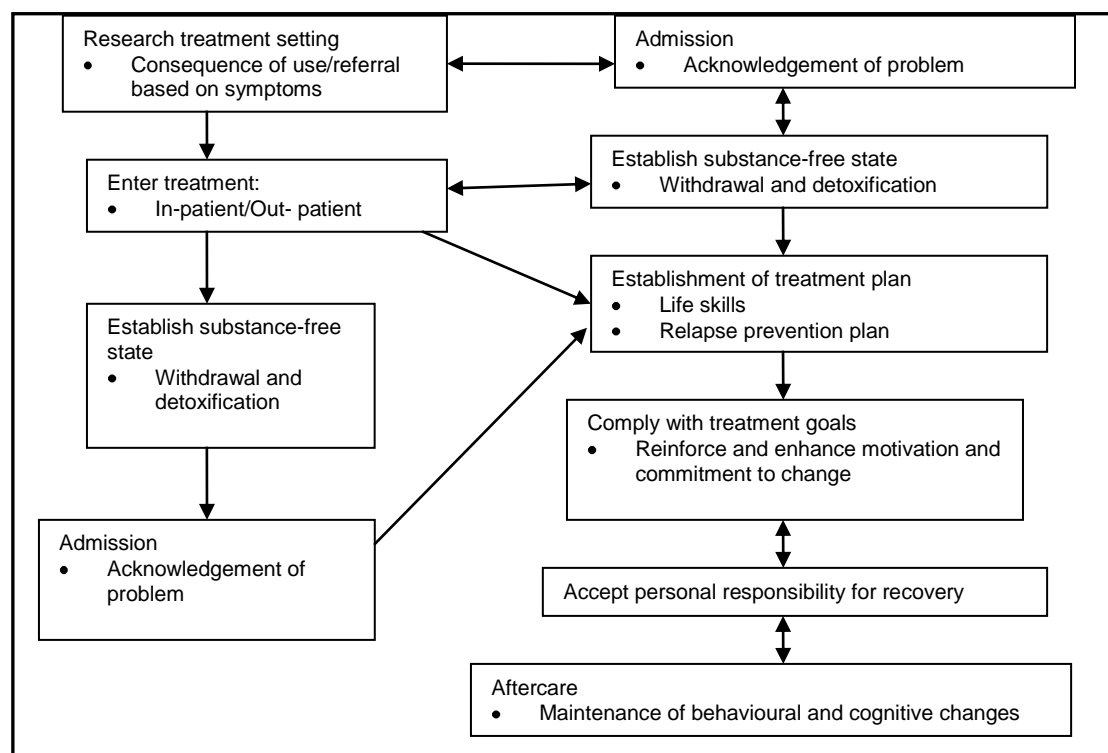 Research treatment setting
• Consequence of use/referral
based on symptoms
Admission
• Acknowledgement of problem
Enter treatment:
• In-patient/Out- patient
Establish substance-free state
• Withdrawal and detoxification
Establishment of treatment plan
• Life skills
• Relapse prevention plan
Establish substance-free
state
• Withdrawal and
detoxification
Comply with treatment goals
• Reinforce and enhance motivation and
commitment to change
Admission
• Acknowledgement of
problem
Accept personal responsibility for recovery
Aftercare
• Maintenance of behavioural and cognitive changes